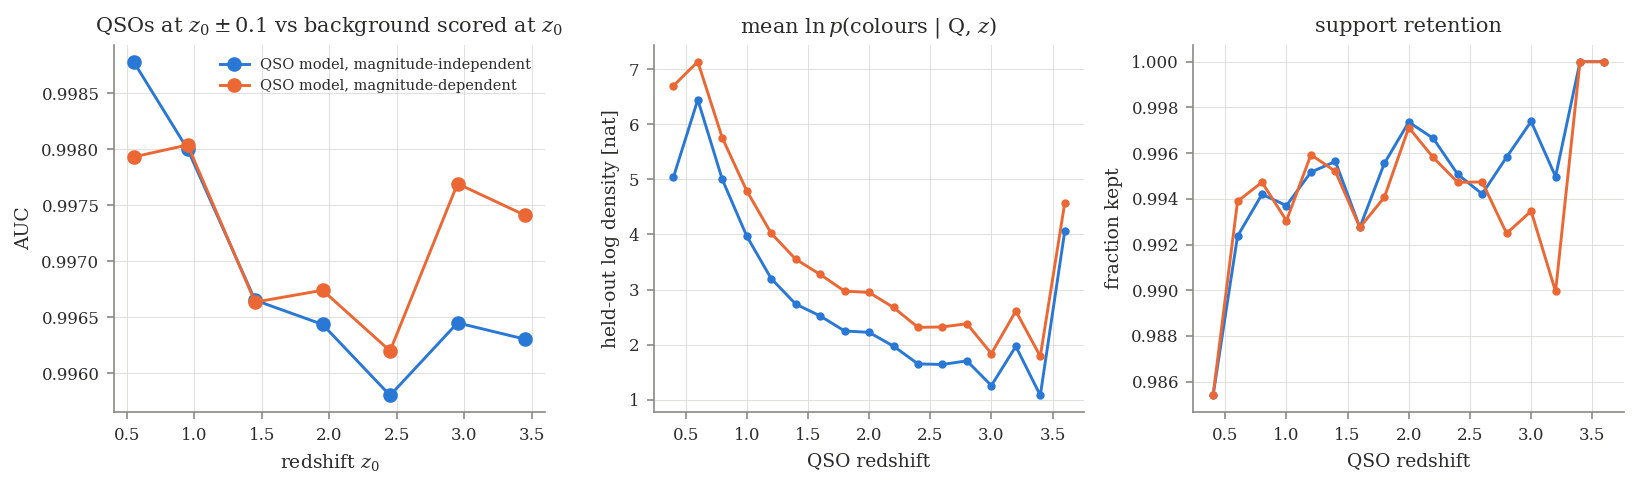 QSOs at z₀ ± 0.1 vs background scored at z₀
QSO model, magnitude-independent
QSO model, magnitude-dependent
AUC
0.9985
0.9980
0.9975
0.9970
0.9965
0.9960
0.5 1.0 1.5 2.0 2.5 3.0 3.5
redshift z₀
mean ln p(colours | Q, z)
held-out log density [nat]
7
6
5
4
3
2
1
0.5 1.0 1.5 2.0 2.5 3.0 3.5
QSO redshift
support retention
fraction kept
1.000
0.998
0.996
0.994
0.992
0.990
0.988
0.986
0.5 1.0 1.5 2.0 2.5 3.0 3.5
QSO redshift